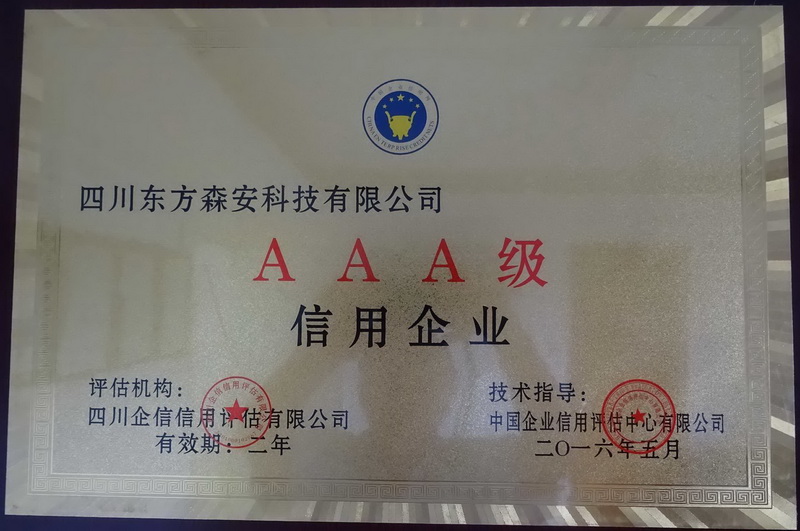 四川东方森安科技有限公司
AAA级
信用企业
评估机构：
四川企信信用评估有限公司
有效期：二年
技术指导：
中国企业信用评估中心有限公司
二〇一六年五月